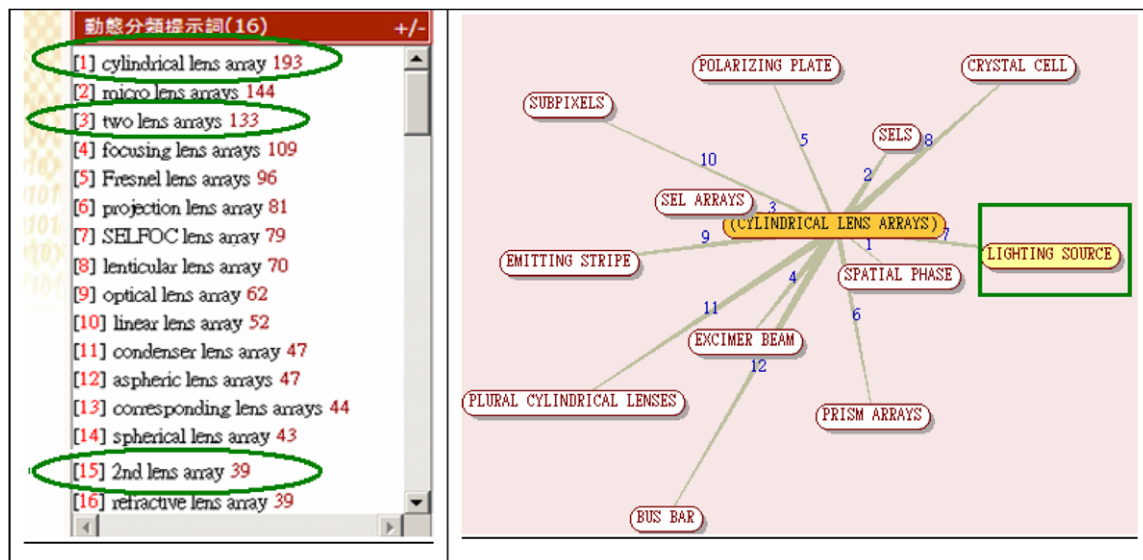 動態分類提示詞(16) +/-
[1] cylindrical lens array 193
[2] micro lens arrays 144
[3] two lens arrays 133
[4] focusing lens arrays 109
[5] Fresnel lens arrays 96
[6] projection lens array 81
[7] SELFOC lens array 79
[8] lenticular lens array 70
[9] optical lens array 62
[10] linear lens array 52
[11] condenser lens array 47
[12] aspheric lens arrays 47
[13] corresponding lens arrays 44
[14] spherical lens array 43
[15] 2nd lens array 39
[16] refractive lens array 39
POLARIZING PLATE
CRYSTAL CELL
SUBPIXELS
SELS
5
8
10
2
SEL ARRAYS
3
(CYLINDRICAL LENS ARRAYS)
9
1
7
LIGHTING SOURCE
EMITTING STRIPE
SPATIAL PHASE
4
11
6
EXCIMER BEAM
12
PLURAL CYLINDRICAL LENSES
PRISM ARRAYS
BUS BAR